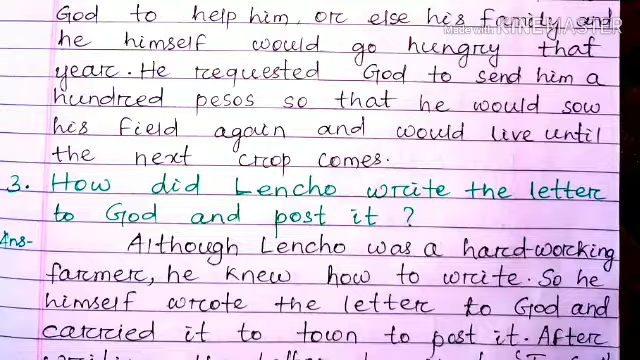 God to help him, or else his family and
Made with KINEMASTER
he himself would go hungry that
year. He requested God to send him a
hundred pesos so that he would sow
his field again and would live until
the next crop comes.
3. How did Lencho write the letter
to God and post it ?
Ans- Although Lencho was a hard-working
farmer, he knew how to write. So he
himself wrote the letter to God and
carried it to town to post it. After